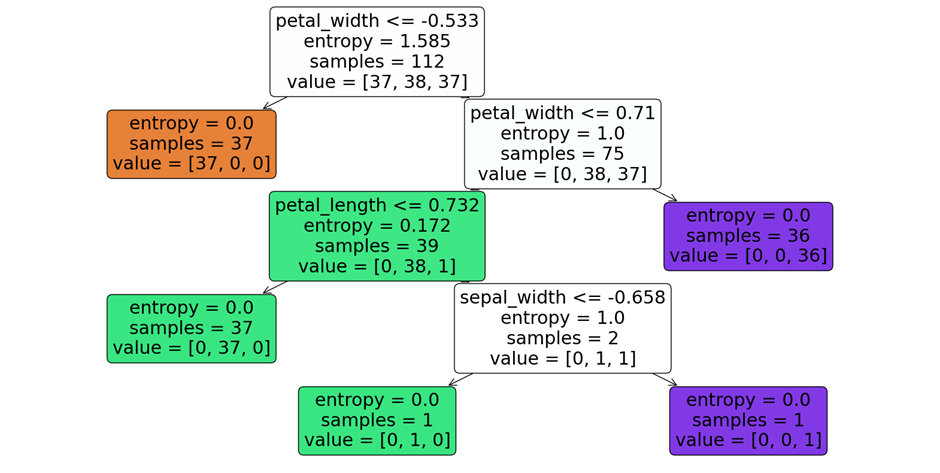 petal_width <= -0.533
entropy = 1.585
samples = 112
value = [37, 38, 37]
entropy = 0.0
samples = 37
value = [37, 0, 0]
petal_width <= 0.71
entropy = 1.0
samples = 75
value = [0, 38, 37]
petal_length <= 0.732
entropy = 0.172
samples = 39
value = [0, 38, 1]
entropy = 0.0
samples = 36
value = [0, 0, 36]
entropy = 0.0
samples = 37
value = [0, 37, 0]
sepal_width <= -0.658
entropy = 1.0
samples = 2
value = [0, 1, 1]
entropy = 0.0
samples = 1
value = [0, 1, 0]
entropy = 0.0
samples = 1
value = [0, 0, 1]